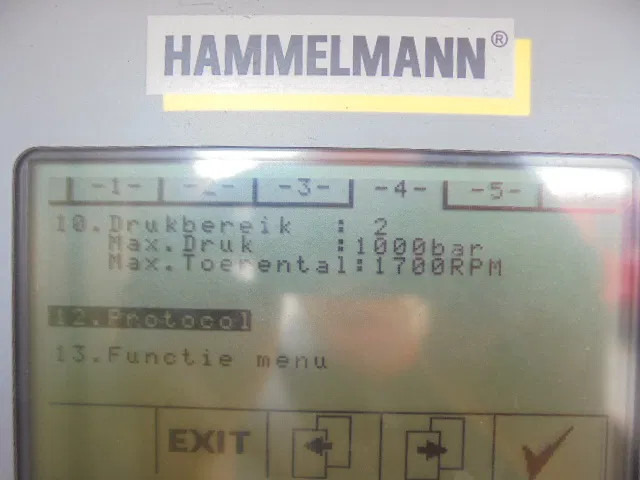 HAMMELMANN®
-1- -2- -3- -4- -5-
10.Drukbereik : 2
Max.Druk :1000bar
Max.Toerental:1700RPM
12.Protocol
13.Functie menu
EXIT